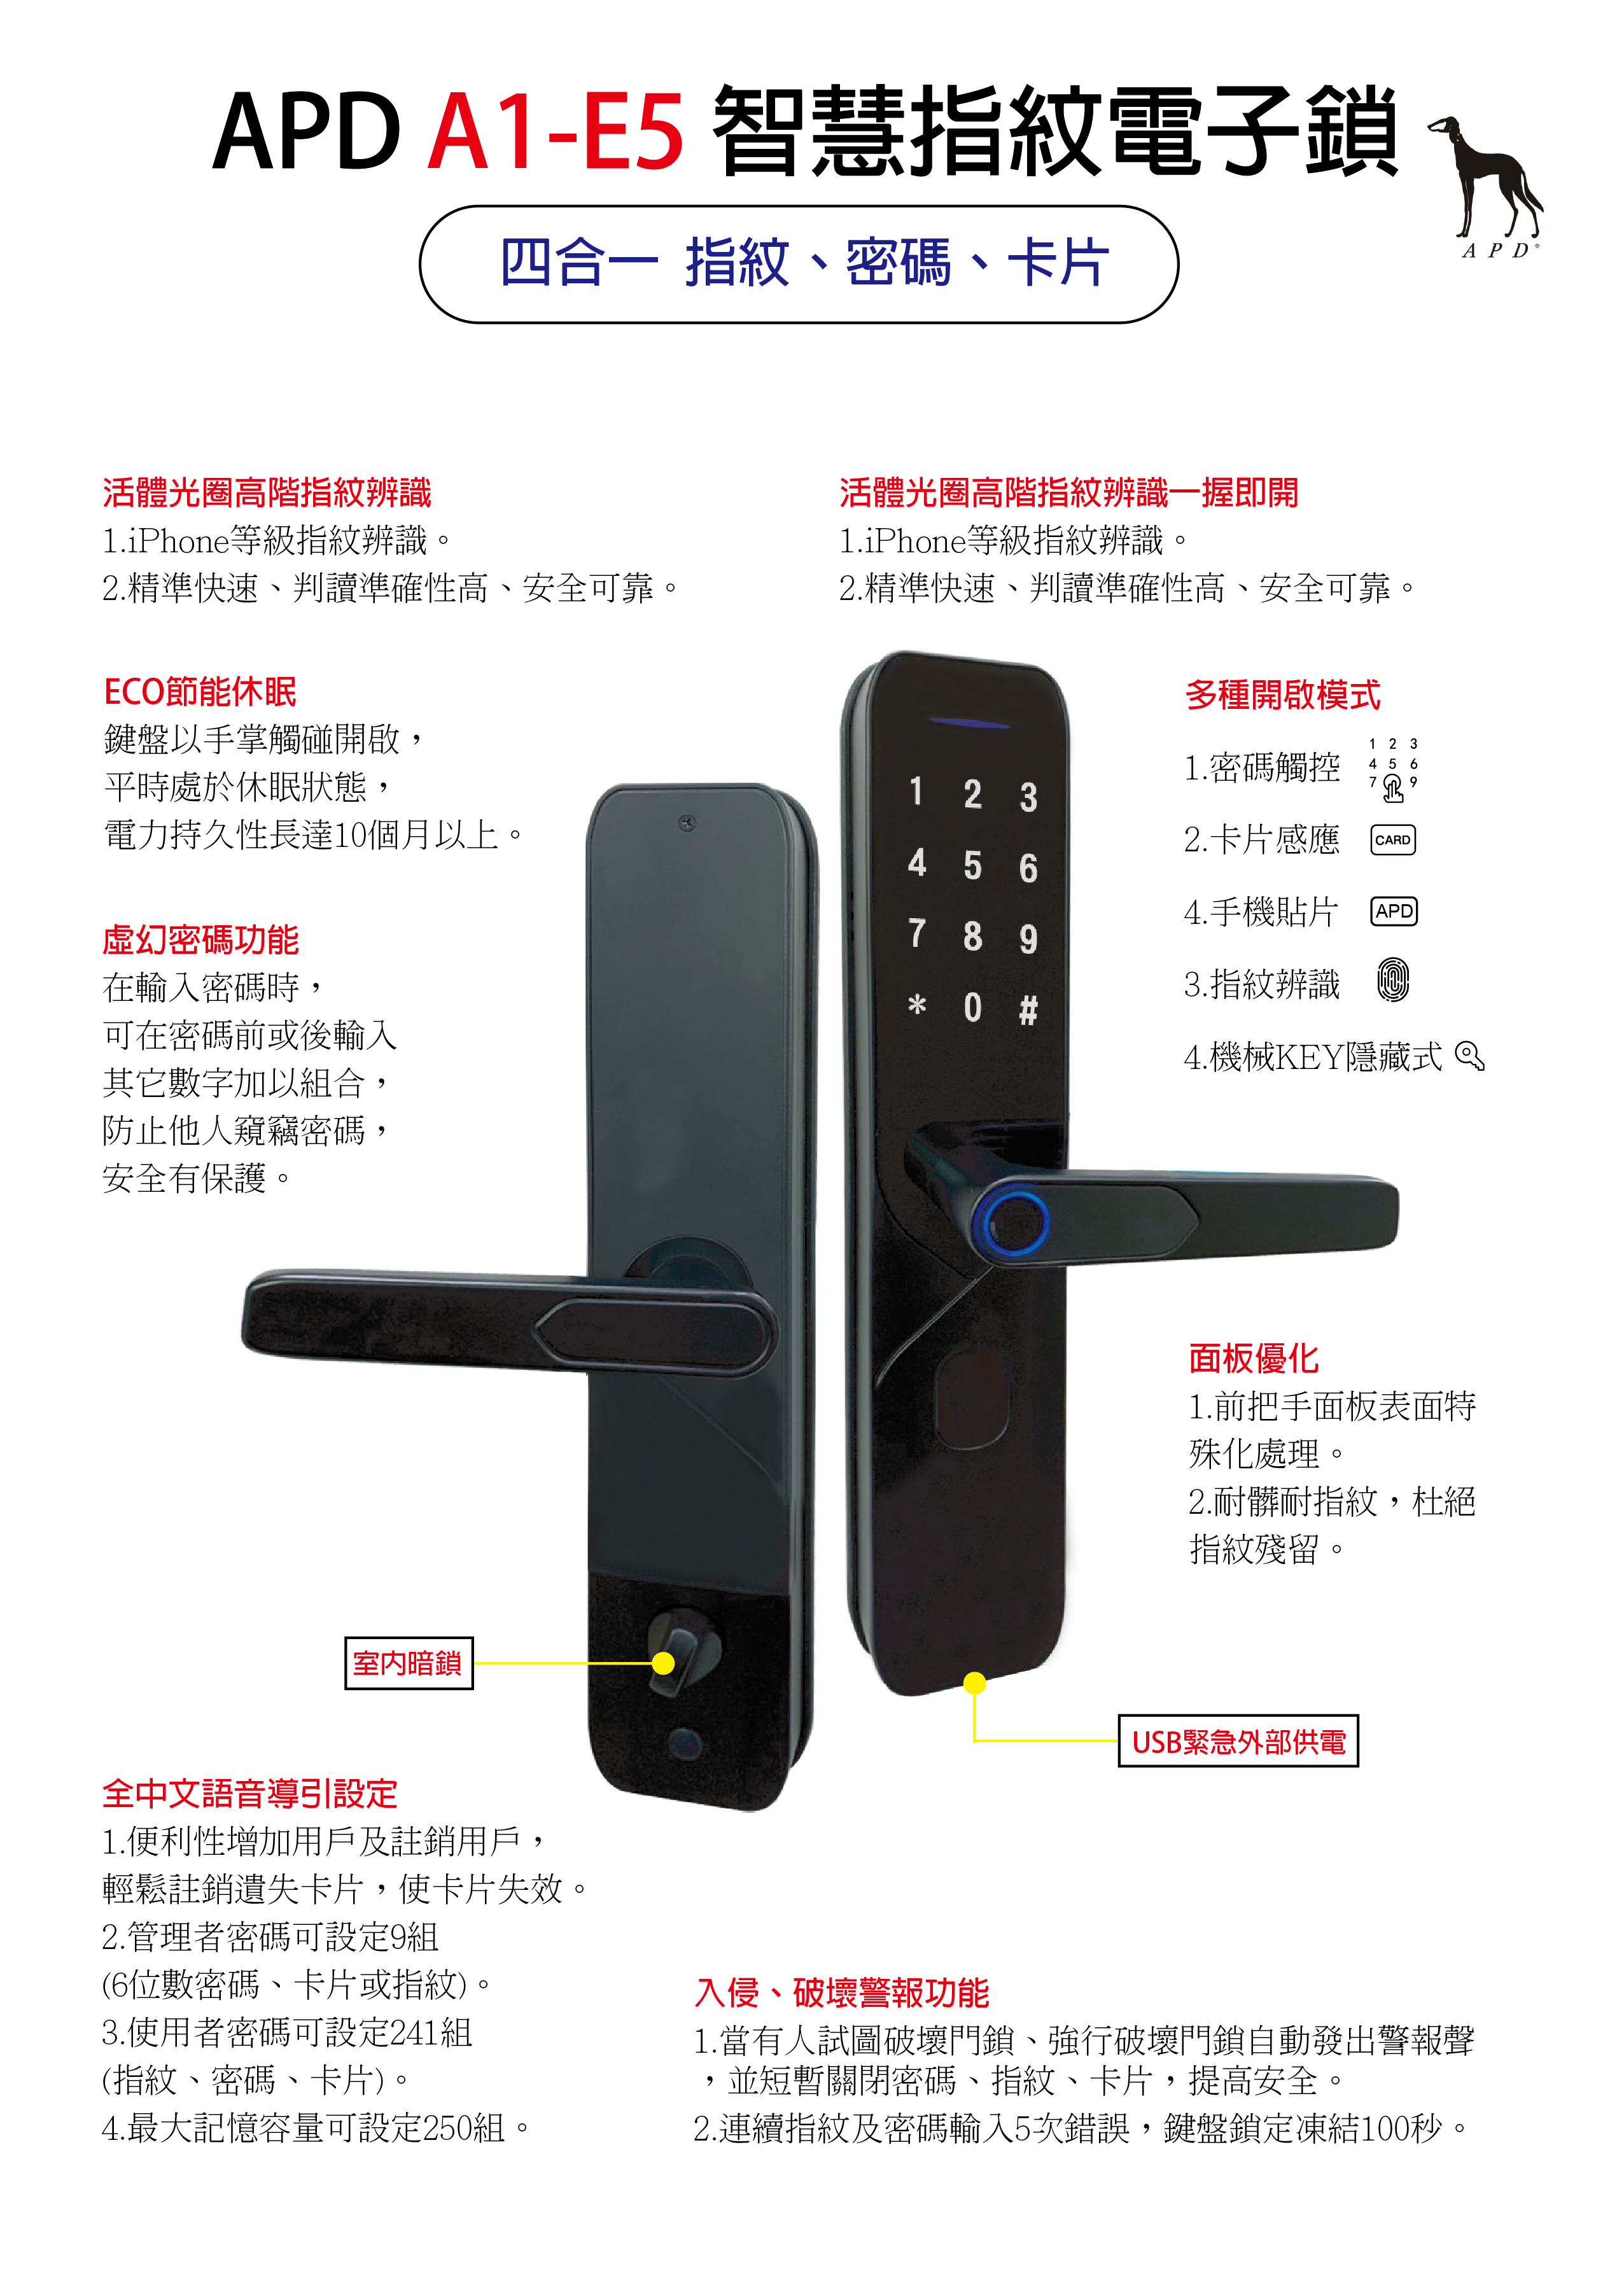 APD A1-E5 智慧指紋電子鎖
APD®
四合一 指紋、密碼、卡片
活體光圈高階指紋辨識
1.iPhone等級指紋辨識。
2.精準快速、判讀準確性高、安全可靠。
活體光圈高階指紋辨識一握即開
1.iPhone等級指紋辨識。
2.精準快速、判讀準確性高、安全可靠。
ECO節能休眠
鍵盤以手掌觸碰開啟，
平時處於休眠狀態，
電力持久性長達10個月以上。
虛幻密碼功能
在輸入密碼時，
可在密碼前或後輸入
其它數字加以組合，
防止他人窺竊密碼，
安全有保護。
1 2 3
4 5 6
7 8 9
* 0 #
多種開啟模式
1.密碼觸控
1 2 3
4 5 6
7 9
2.卡片感應 CARD
4.手機貼片 APD
3.指紋辨識
4.機械KEY隱藏式
面板優化
1.前把手面板表面特
殊化處理。
2.耐髒耐指紋，杜絕
指紋殘留。
室內暗鎖
USB緊急外部供電
全中文語音導引設定
1.便利性增加用戶及註銷用戶，
輕鬆註銷遺失卡片，使卡片失效。
2.管理者密碼可設定9組
(6位數密碼、卡片或指紋)。
3.使用者密碼可設定241組
(指紋、密碼、卡片)。
4.最大記憶容量可設定250組。
入侵、破壞警報功能
1.當有人試圖破壞門鎖、強行破壞門鎖自動發出警報聲
，並短暫關閉密碼、指紋、卡片，提高安全。
2.連續指紋及密碼輸入5次錯誤，鍵盤鎖定凍結100秒。